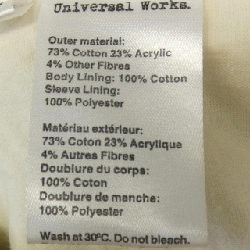 Universal Works.
Outer material:
73% Cotton 23% Acrylic
4% Other Fibres
Body Lining: 100% Cotton
Sleeve Lining:
100% Polyester
Matériau extérieur:
73% Coton 23% Acrylique
4% Autres Fibres
Doublure du corps:
100% Coton
Doublure de manche:
100% Polyester
Wash at 30ºC. Do not bleach.